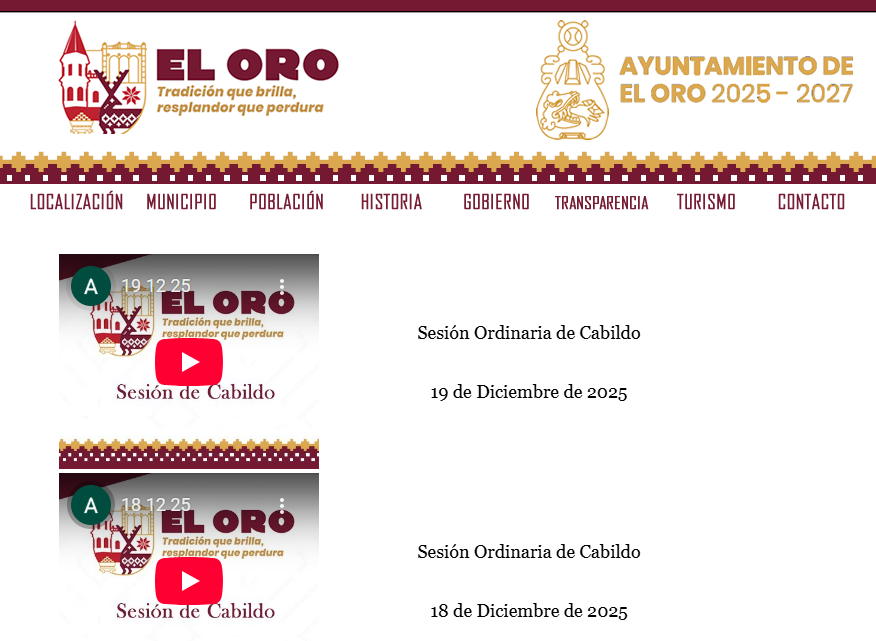 EL ORO
Tradición que brilla,
resplandor que perdura
AYUNTAMIENTO DE
EL ORO 2025 - 2027
LOCALIZACIÓN MUNICIPIO POBLACIÓN HISTORIA GOBIERNO TRANSPARENCIA TURISMO CONTACTO
A 19 12 25
EL ORO
Tradición que brilla,
resplandor que perdura
Sesión de Cabildo
Sesión Ordinaria de Cabildo
19 de Diciembre de 2025
A 18 12 25
EL ORO
Tradición que brilla,
resplandor que perdura
Sesión de Cabildo
Sesión Ordinaria de Cabildo
18 de Diciembre de 2025